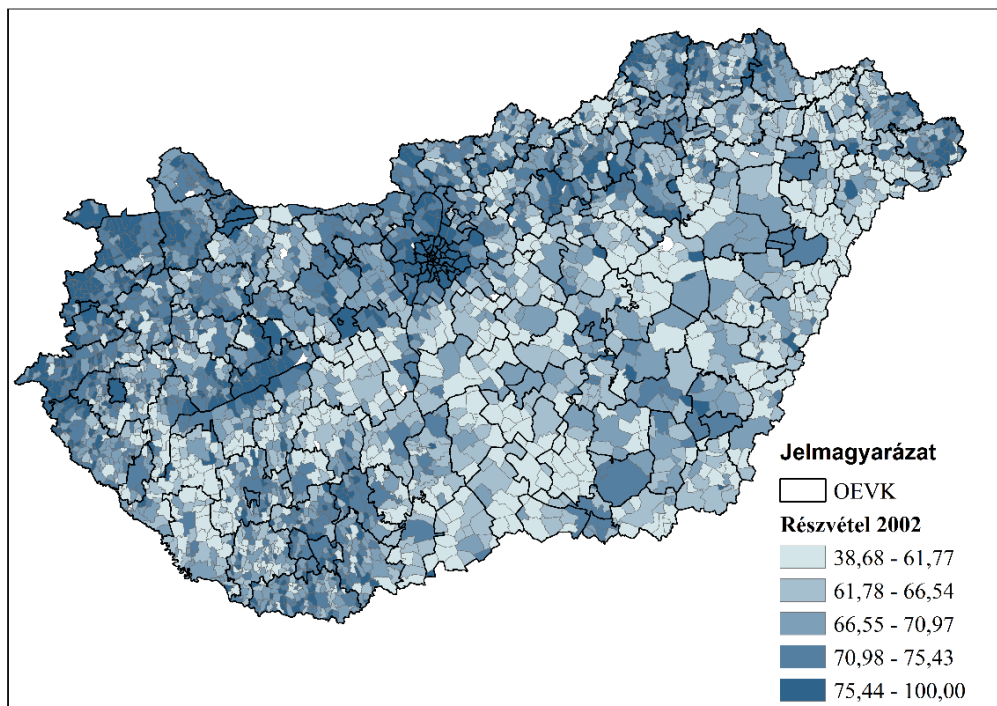 Jelmagyarázat
OEVK
Részvétel 2002
38,68 - 61,77
61,78 - 66,54
66,55 - 70,97
70,98 - 75,43
75,44 - 100,00